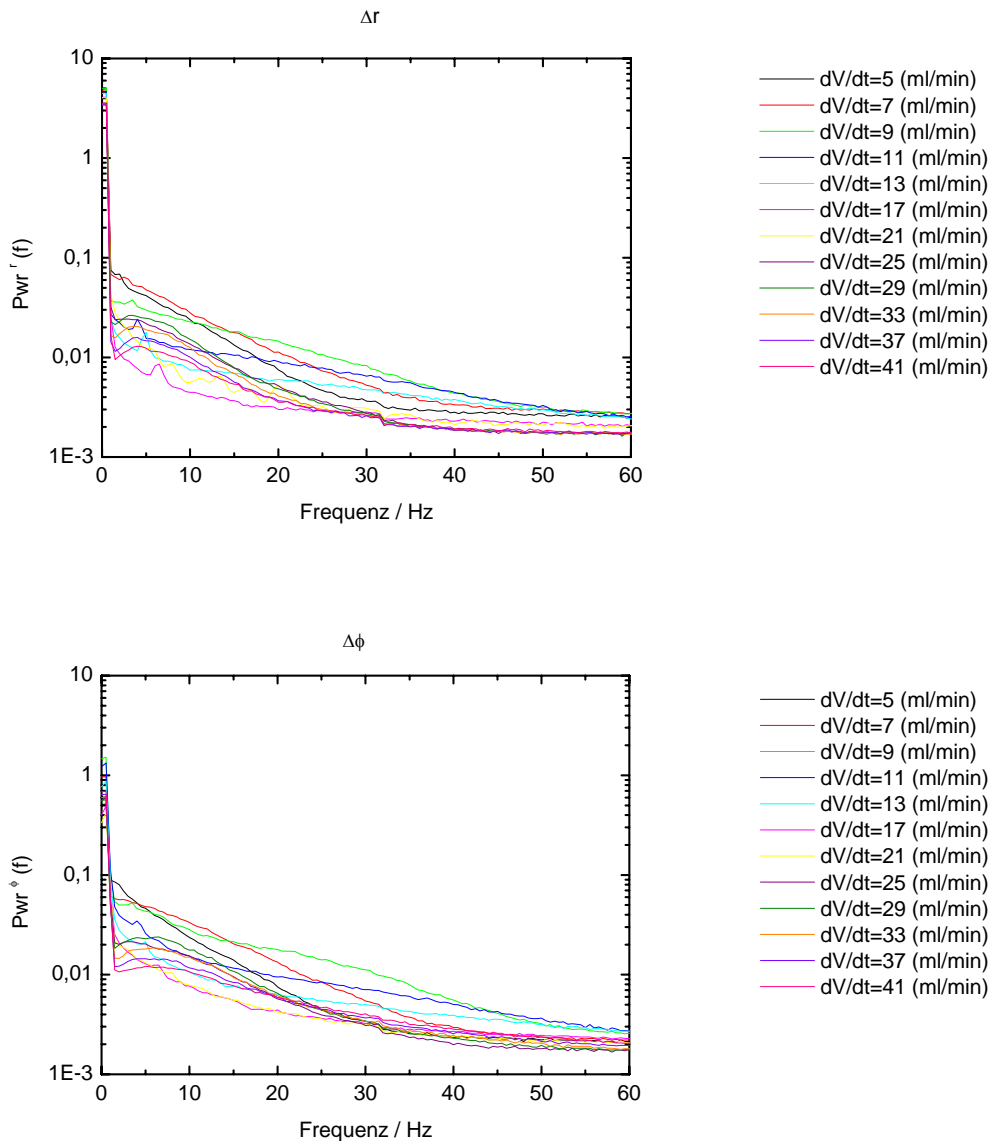 Δr
10
1
0,1
0,01
1E-3
0 10 20 30 40 50 60
Pwr r (f)
Frequenz / Hz
dV/dt=5 (ml/min)
dV/dt=7 (ml/min)
dV/dt=9 (ml/min)
dV/dt=11 (ml/min)
dV/dt=13 (ml/min)
dV/dt=17 (ml/min)
dV/dt=21 (ml/min)
dV/dt=25 (ml/min)
dV/dt=29 (ml/min)
dV/dt=33 (ml/min)
dV/dt=37 (ml/min)
dV/dt=41 (ml/min)
Δϕ
10
1
0,1
0,01
1E-3
0 10 20 30 40 50 60
Pwr ϕ (f)
Frequenz / Hz
dV/dt=5 (ml/min)
dV/dt=7 (ml/min)
dV/dt=9 (ml/min)
dV/dt=11 (ml/min)
dV/dt=13 (ml/min)
dV/dt=17 (ml/min)
dV/dt=21 (ml/min)
dV/dt=25 (ml/min)
dV/dt=29 (ml/min)
dV/dt=33 (ml/min)
dV/dt=37 (ml/min)
dV/dt=41 (ml/min)